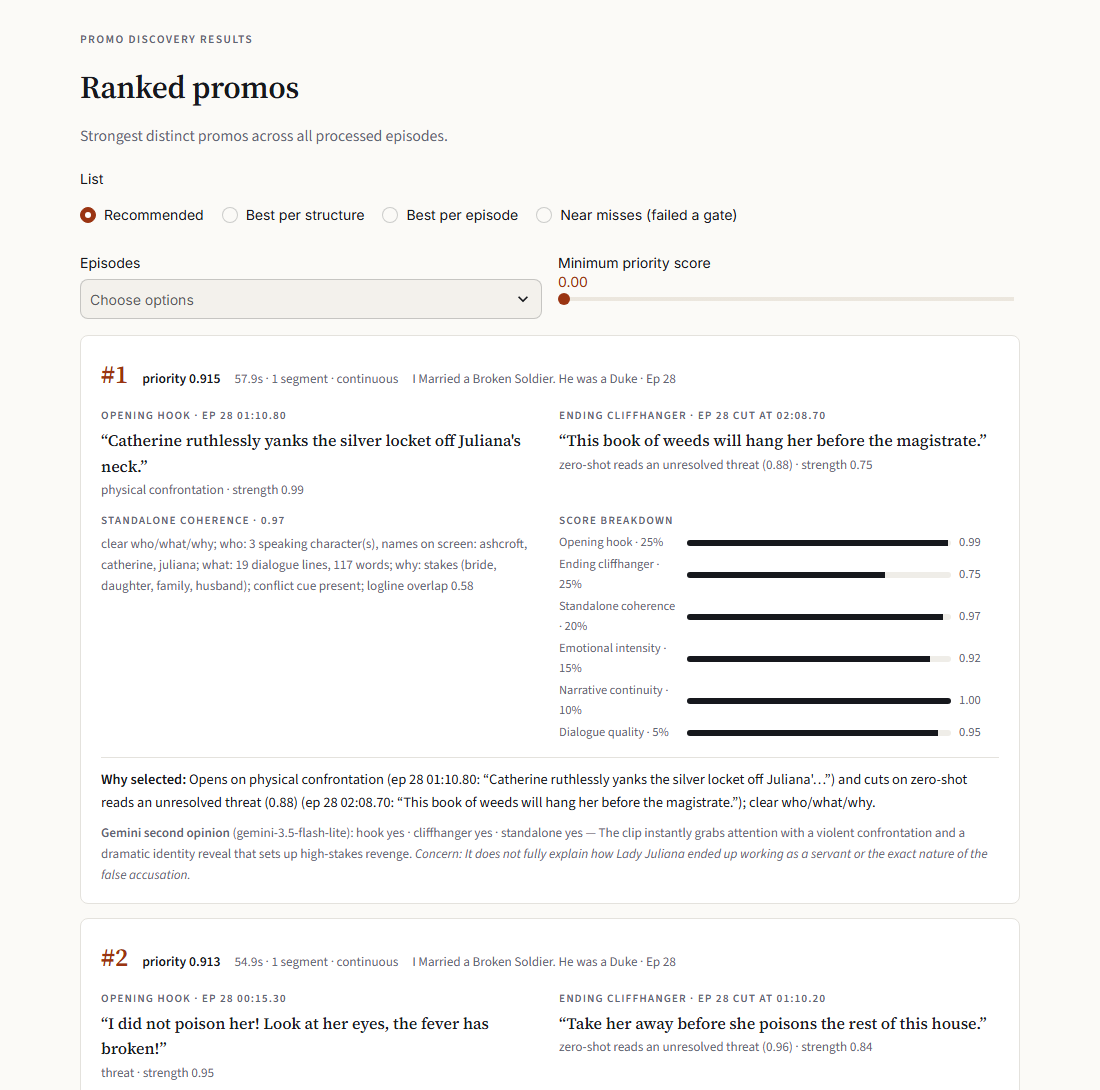 PROMO DISCOVERY RESULTS
Ranked promos
Strongest distinct promos across all processed episodes.
List
Recommended
Best per structure
Best per episode
Near misses (failed a gate)
Episodes
Choose options
Minimum priority score
0.00
#1 priority 0.915 57.9s · 1 segment · continuous I Married a Broken Soldier. He was a Duke · Ep 28
OPENING HOOK · EP 28 01:10.80
“Catherine ruthlessly yanks the silver locket off Juliana's
neck.”
physical confrontation · strength 0.99
ENDING CLIFFHANGER · EP 28 CUT AT 02:08.70
“This book of weeds will hang her before the magistrate.”
zero-shot reads an unresolved threat (0.88) · strength 0.75
STANDALONE COHERENCE · 0.97
clear who/what/why; who: 3 speaking character(s), names on screen: ashcroft,
catherine, juliana; what: 19 dialogue lines, 117 words; why: stakes (bride,
daughter, family, husband); conflict cue present; logline overlap 0.58
SCORE BREAKDOWN
Opening hook · 25% 0.99
Ending cliffhanger ·
25% 0.75
Standalone coherence
· 20% 0.97
Emotional intensity ·
15% 0.92
Narrative continuity ·
10% 1.00
Dialogue quality · 5% 0.95
Why selected: Opens on physical confrontation (ep 28 01:10.80: “Catherine ruthlessly yanks the silver locket off Juliana'…”) and cuts on zero-shot
reads an unresolved threat (0.88) (ep 28 02:08.70: “This book of weeds will hang her before the magistrate.”); clear who/what/why.
Gemini second opinion (gemini-3.5-flash-lite): hook yes · cliffhanger yes · standalone yes — The clip instantly grabs attention with a violent confrontation and a
dramatic identity reveal that sets up high-stakes revenge. Concern: It does not fully explain how Lady Juliana ended up working as a servant or the exact nature of the
false accusation.
#2 priority 0.913 54.9s · 1 segment · continuous I Married a Broken Soldier. He was a Duke · Ep 28
OPENING HOOK · EP 28 00:15.30
“I did not poison her! Look at her eyes, the fever has
broken!”
threat · strength 0.95
ENDING CLIFFHANGER · EP 28 CUT AT 01:10.20
“Take her away before she poisons the rest of this house.”
zero-shot reads an unresolved threat (0.96) · strength 0.84